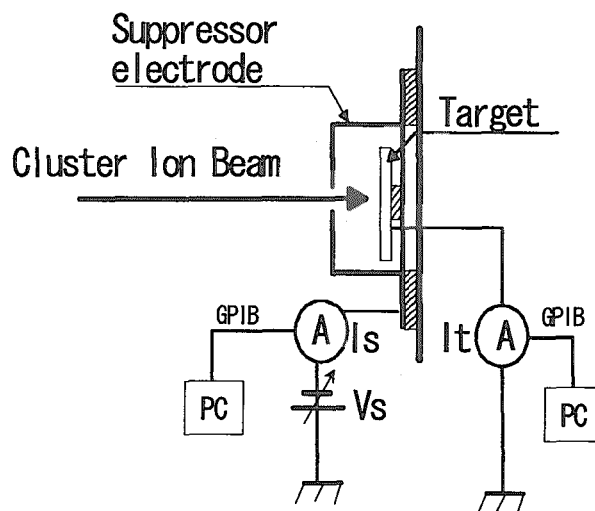 Suppressor
electrode
Target
Cluster Ion Beam
GPIB
A
Is
It
A
GPIB
PC
Vs
PC